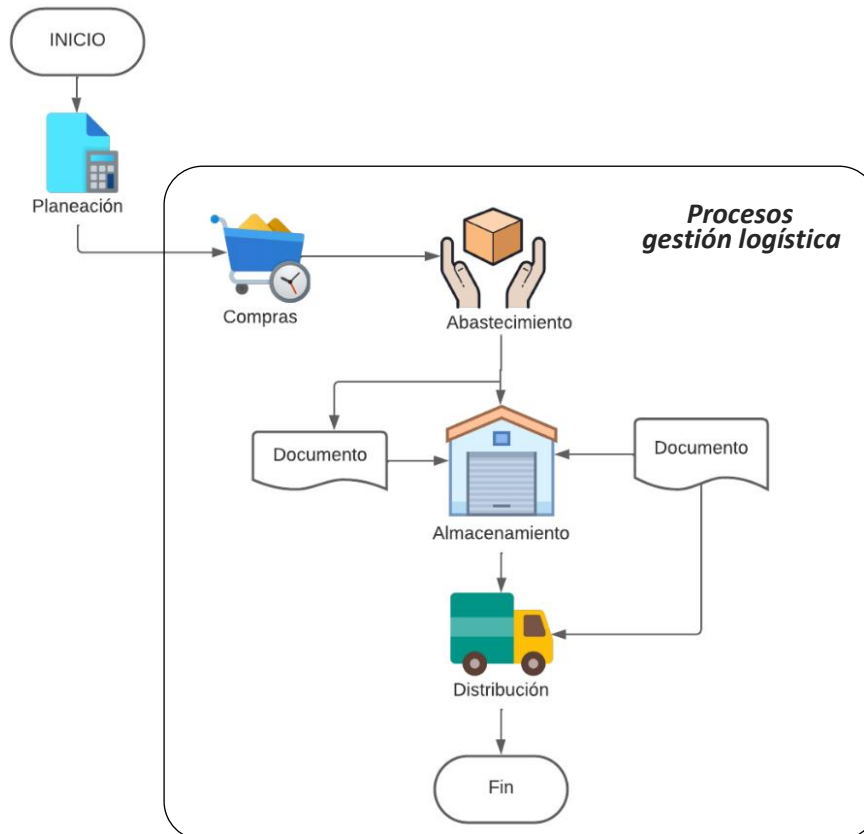 INICIO
Planeación
Procesos
gestión logística
Compras
Abastecimiento
Documento
Documento
Almacenamiento
Distribución
Fin